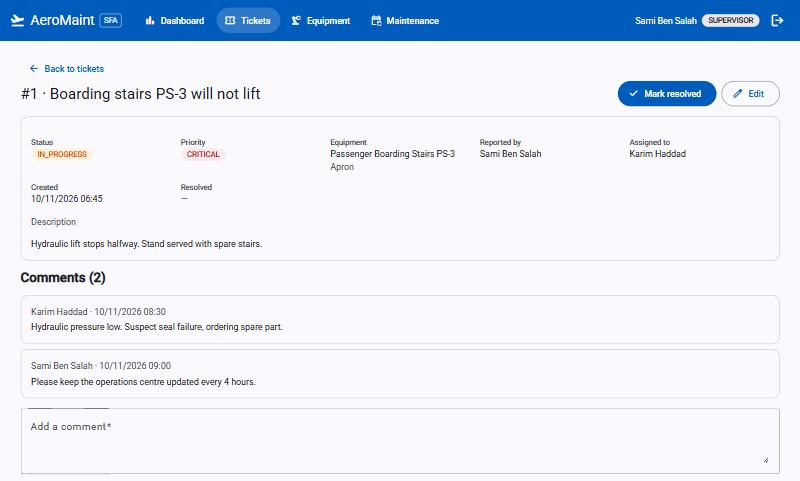 AeroMaint SFA Dashboard Tickets Equipment Maintenance Sami Ben Salah SUPERVISOR
Back to tickets
#1 · Boarding stairs PS-3 will not lift Mark resolved Edit
Status Priority Equipment Reported by Assigned to
IN_PROGRESS CRITICAL Passenger Boarding Stairs PS-3 Sami Ben Salah Karim Haddad
Apron
Created Resolved
10/11/2026 06:45 —
Description
Hydraulic lift stops halfway. Stand served with spare stairs.
Comments (2)
Karim Haddad · 10/11/2026 08:30
Hydraulic pressure low. Suspect seal failure, ordering spare part.
Sami Ben Salah · 10/11/2026 09:00
Please keep the operations centre updated every 4 hours.
Add a comment*